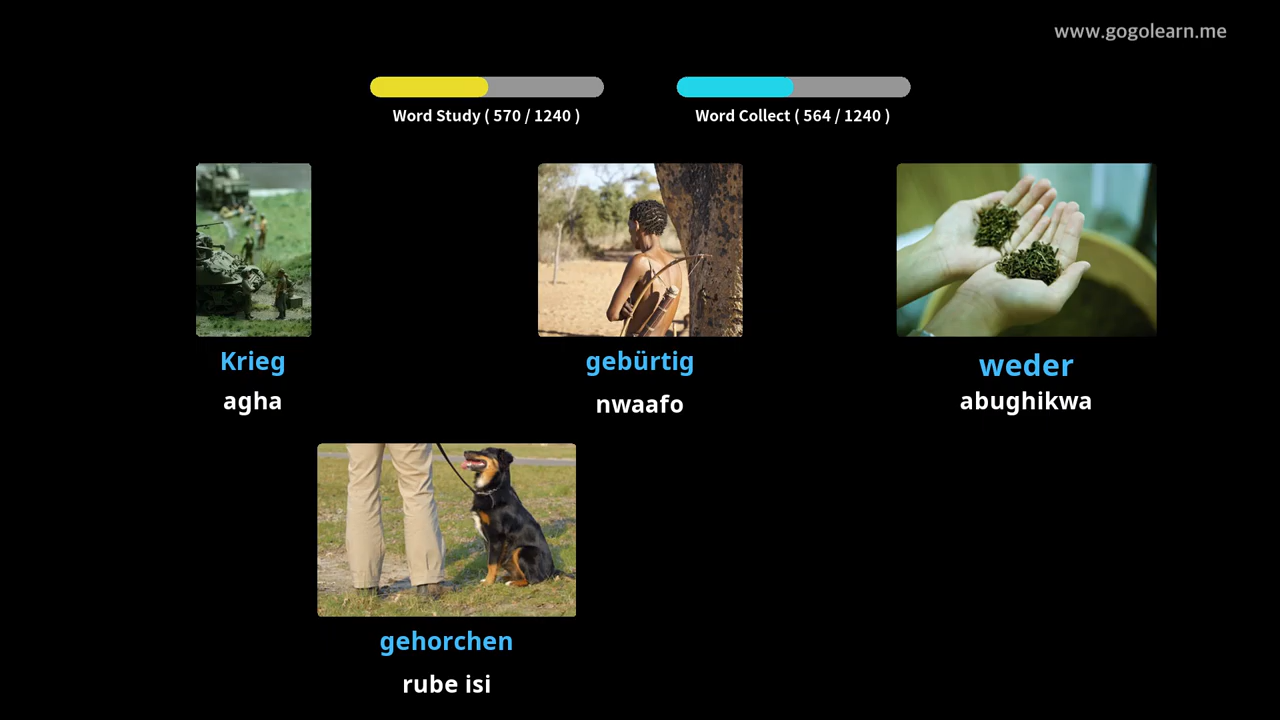 www.gogolearn.me
Word Study ( 570 / 1240 )
Word Collect ( 564 / 1240 )
Krieg
agha
gebürtig
nwaafo
weder
abughikwa
gehorchen
rube isi